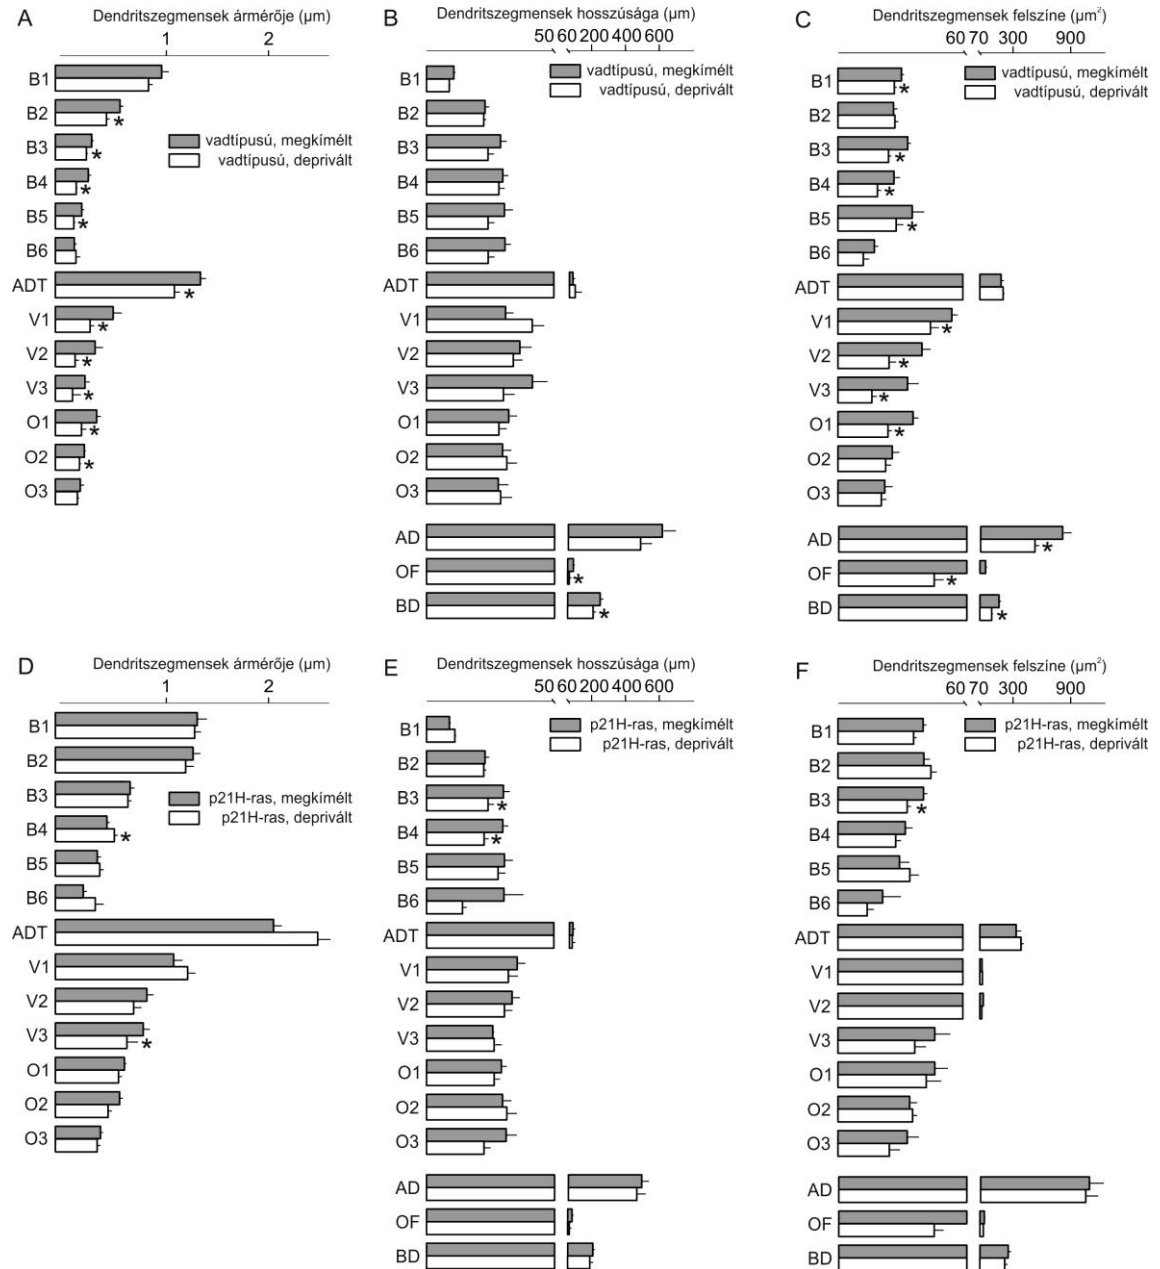 A
Dendritszegmensek ármérője (µm)
1 2
B1
B2
*
B3
*
B4
*
B5
*
B6
ADT
*
V1
*
V2
*
V3
*
O1
*
O2
*
O3
vadtípusú, megkímélt
vadtípusú, deprivált
B
Dendritszegmensek hosszúsága (µm)
50 60 200 400 600
vadtípusú, megkímélt
vadtípusú, deprivált
B1
B2
B3
B4
B5
B6
ADT
V1
V2
V3
O1
O2
O3
AD
OF
*
BD
*
C
Dendritszegmensek felszíne (µm²)
60 70 300 900
vadtípusú, megkímélt
vadtípusú, deprivált
B1
*
B2
B3
*
B4
*
B5
*
B6
ADT
V1
*
V2
*
V3
*
O1
*
O2
O3
AD
*
OF
*
BD
*
D
Dendritszegmensek ármérője (µm)
1 2
B1
B2
B3
B4
*
B5
B6
ADT
V1
V2
V3
*
O1
O2
O3
p21H-ras, megkímélt
p21H-ras, deprivált
E
Dendritszegmensek hosszúsága (µm)
50 60 200 400 600
p21H-ras, megkímélt
p21H-ras, deprivált
B1
B2
B3
*
B4
*
B5
B6
ADT
V1
V2
V3
O1
O2
O3
AD
OF
BD
F
Dendritszegmensek felszíne (µm²)
60 70 300 900
p21H-ras, megkímélt
p21H-ras, deprivált
B1
B2
B3
*
B4
B5
B6
ADT
V1
V2
V3
O1
O2
O3
AD
OF
BD